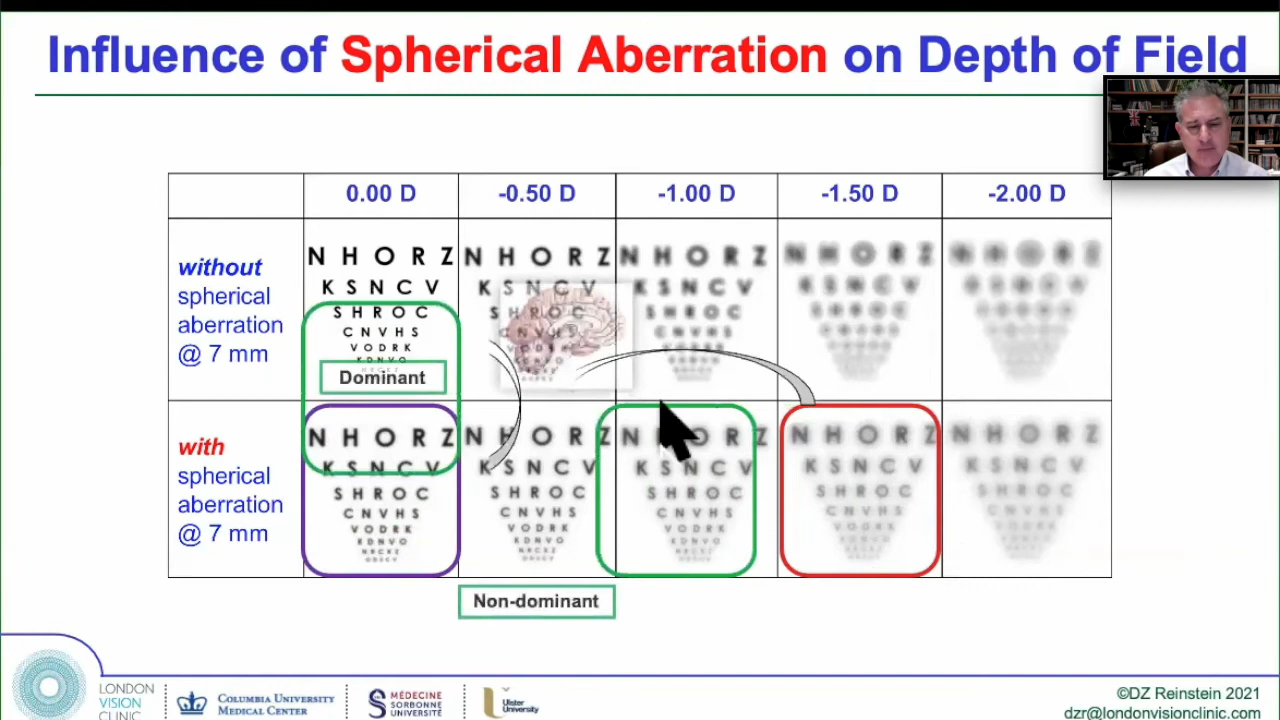 Influence of Spherical Aberration on Depth of Field
0.00 D -0.50 D -1.00 D -1.50 D -2.00 D
without
spherical
aberration
@ 7 mm
N H O R Z N H O R Z N H O R Z N H O R Z
K S N C V K S N C V K S N C V
S H R O C S H R O C S H R O C
C N V H S C N V H S
V O D R K
K D N V O
Dominant
with
spherical
aberration
@ 7 mm
N H O R Z N H O R Z N H O R Z N H O R Z N H O R Z
K S N C V K S N C V K S N C V K S N C V K S N C V
S H R O C S H R O C S H R O C S H R O C S H R O C
C N V H S C N V H S C N V H S C N V H S
V O D R K V O D R K V O D R K V O D R K
K D N V O K D N V O
N R C K Z
Non-dominant
LONDON
VISION
CLINIC
COLUMBIA UNIVERSITY
MEDICAL CENTER
MÉDECINE
SORBONNE
UNIVERSITÉ
Ulster
University
©DZ Reinstein 2021
dzr@londonvisionclinic.com